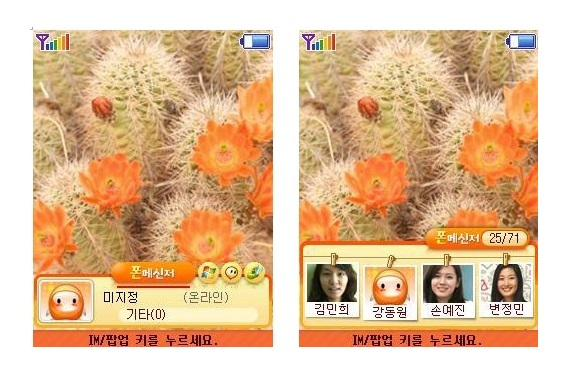 폰메신저
미지정 (온라인)
기타(0)
IM/팝업 키를 누르세요.
폰메신저 25/71
김민희 강동원 손예진 변정민
IM/팝업 키를 누르세요.